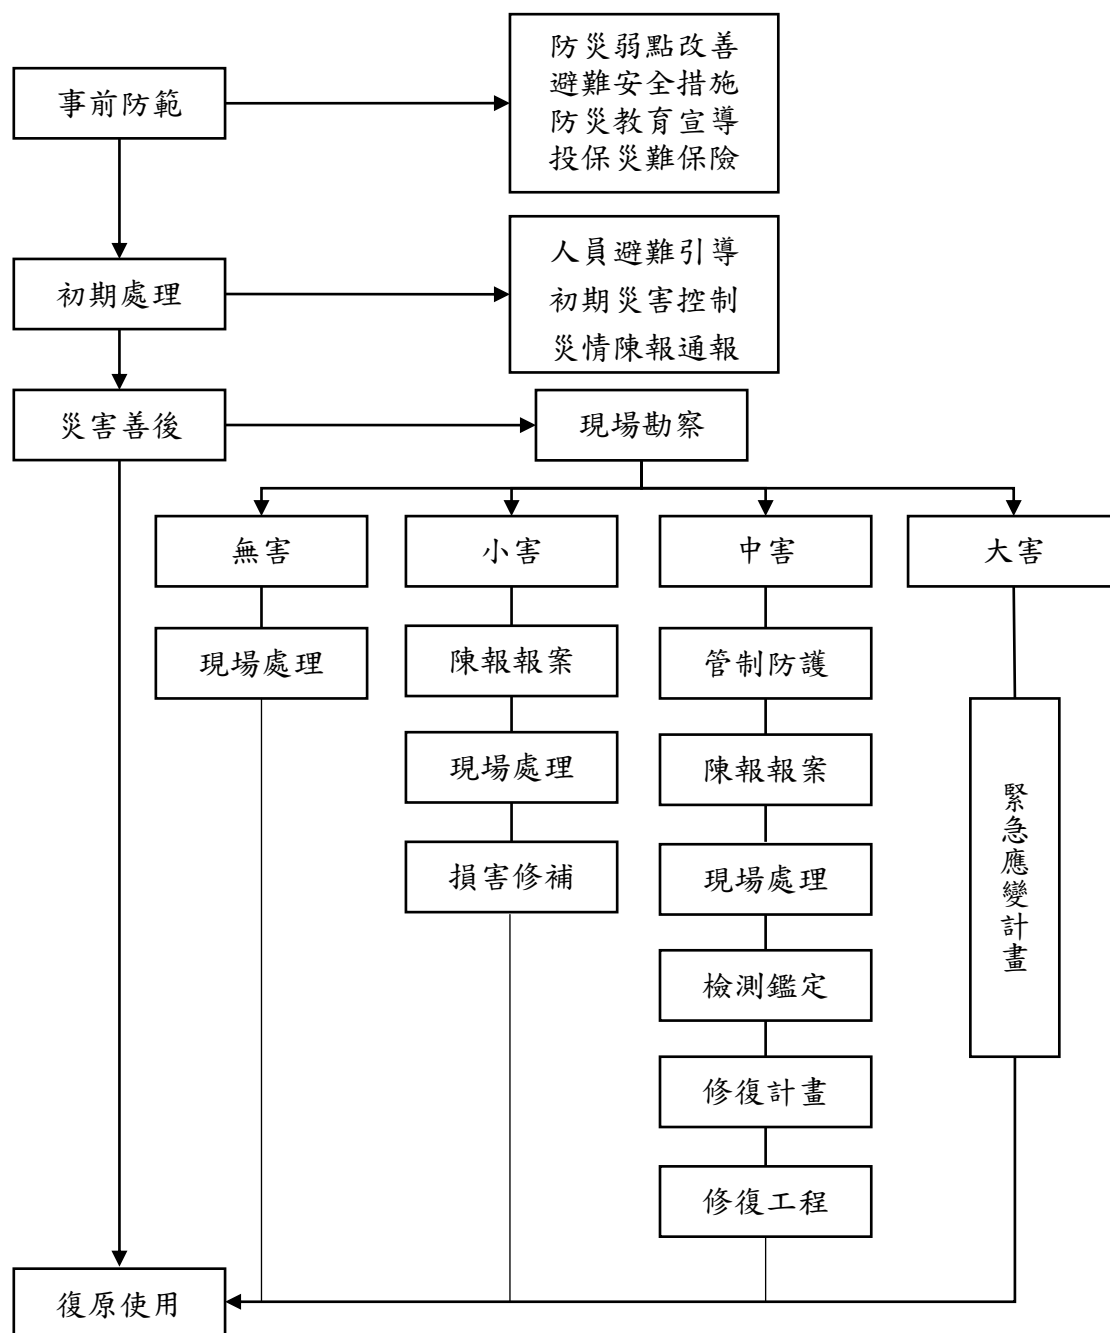 事前防範
防災弱點改善
避難安全措施
防災教育宣導
投保災難保險
初期處理
人員避難引導
初期災害控制
災情陳報通報
災害善後
現場勘察
無害
小害
中害
大害
現場處理
陳報報案
管制防護
現場處理
陳報報案
損害修補
現場處理
緊急應變計畫
檢測鑑定
修復計畫
修復工程
復原使用